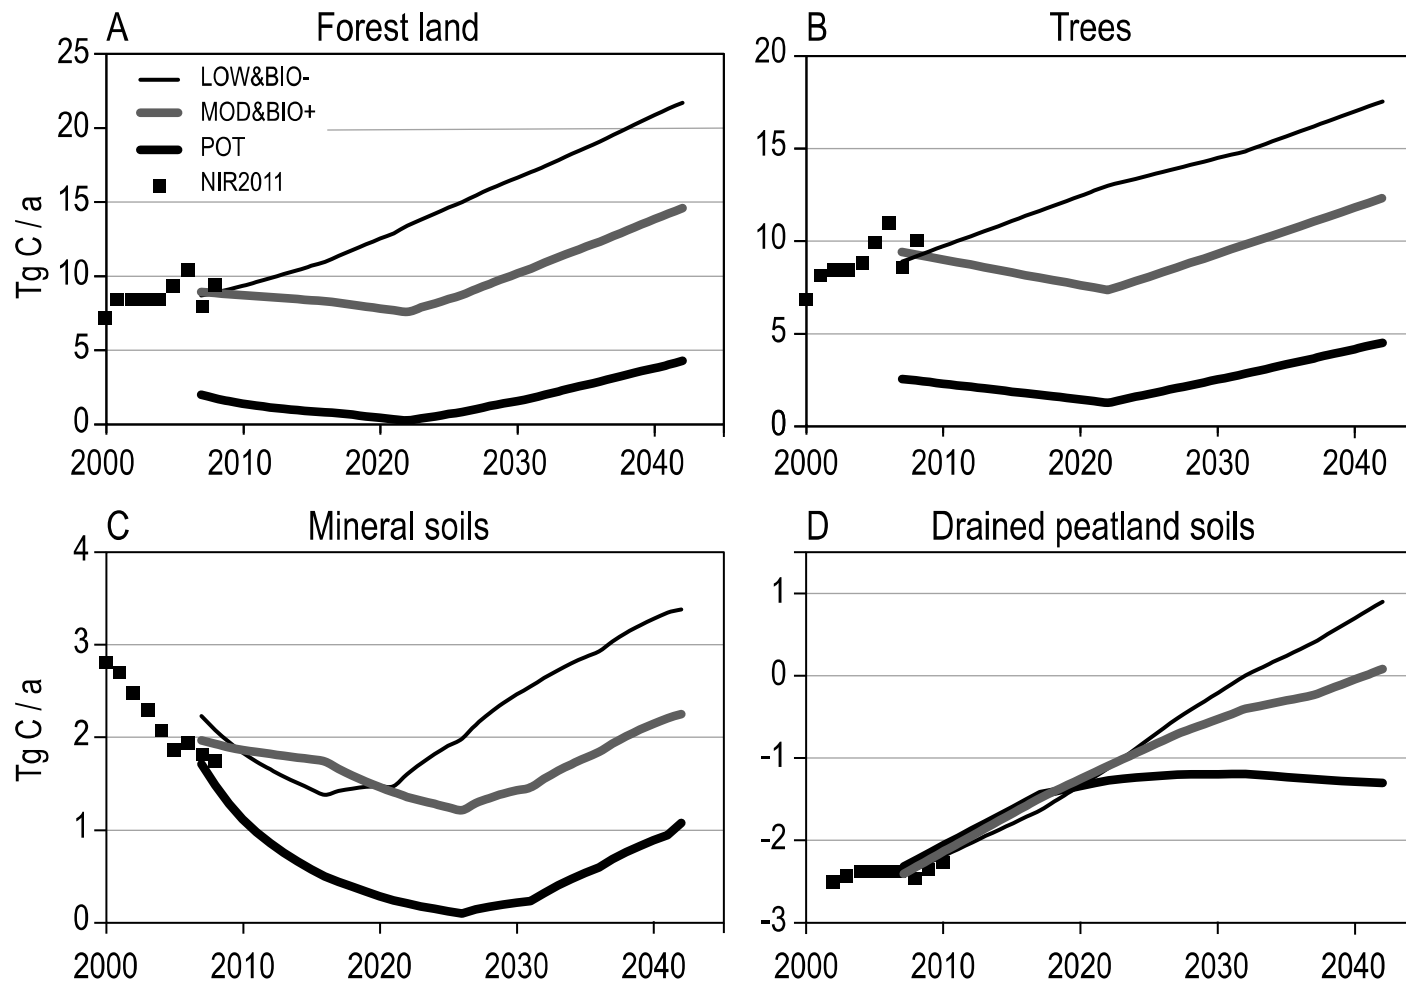 A Forest land
25
20
15
10
5
0
Tg C / a
LOW&BIO-
MOD&BIO+
POT
NIR2011
2000 2010 2020 2030 2040
B Trees
20
15
10
5
0
2000 2010 2020 2030 2040
C Mineral soils
4
3
2
1
0
Tg C / a
2000 2010 2020 2030 2040
D Drained peatland soils
1
0
-1
-2
-3
2000 2010 2020 2030 2040